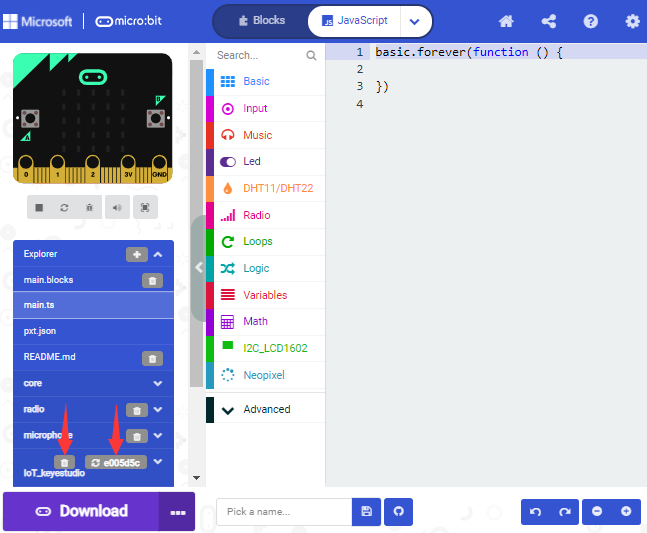 Microsoft micro:bit Blocks JavaScript
Search...
Basic
Input
Music
Led
DHT11/DHT22
Radio
Loops
Logic
Variables
Math
I2C_LCD1602
Neopixel
Advanced
1 basic.forever(function () {
2
3 })
4
B
A
0 1 2 3V GND
Explorer
main.blocks
main.ts
pxt.json
README.md
core
radio
microphone
e005d5c
IoT_keyestudio
Download
Pick a name...